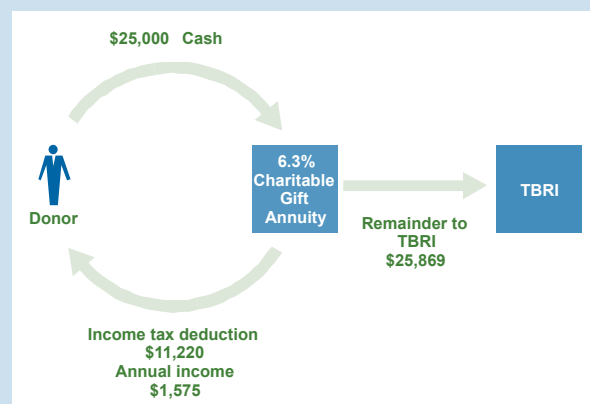 $25,000 Cash
Donor
6.3%
Charitable
Gift
Annuity
Remainder to
TBRI
$25,869
TBRI
Income tax deduction
$11,220
Annual income
$1,575